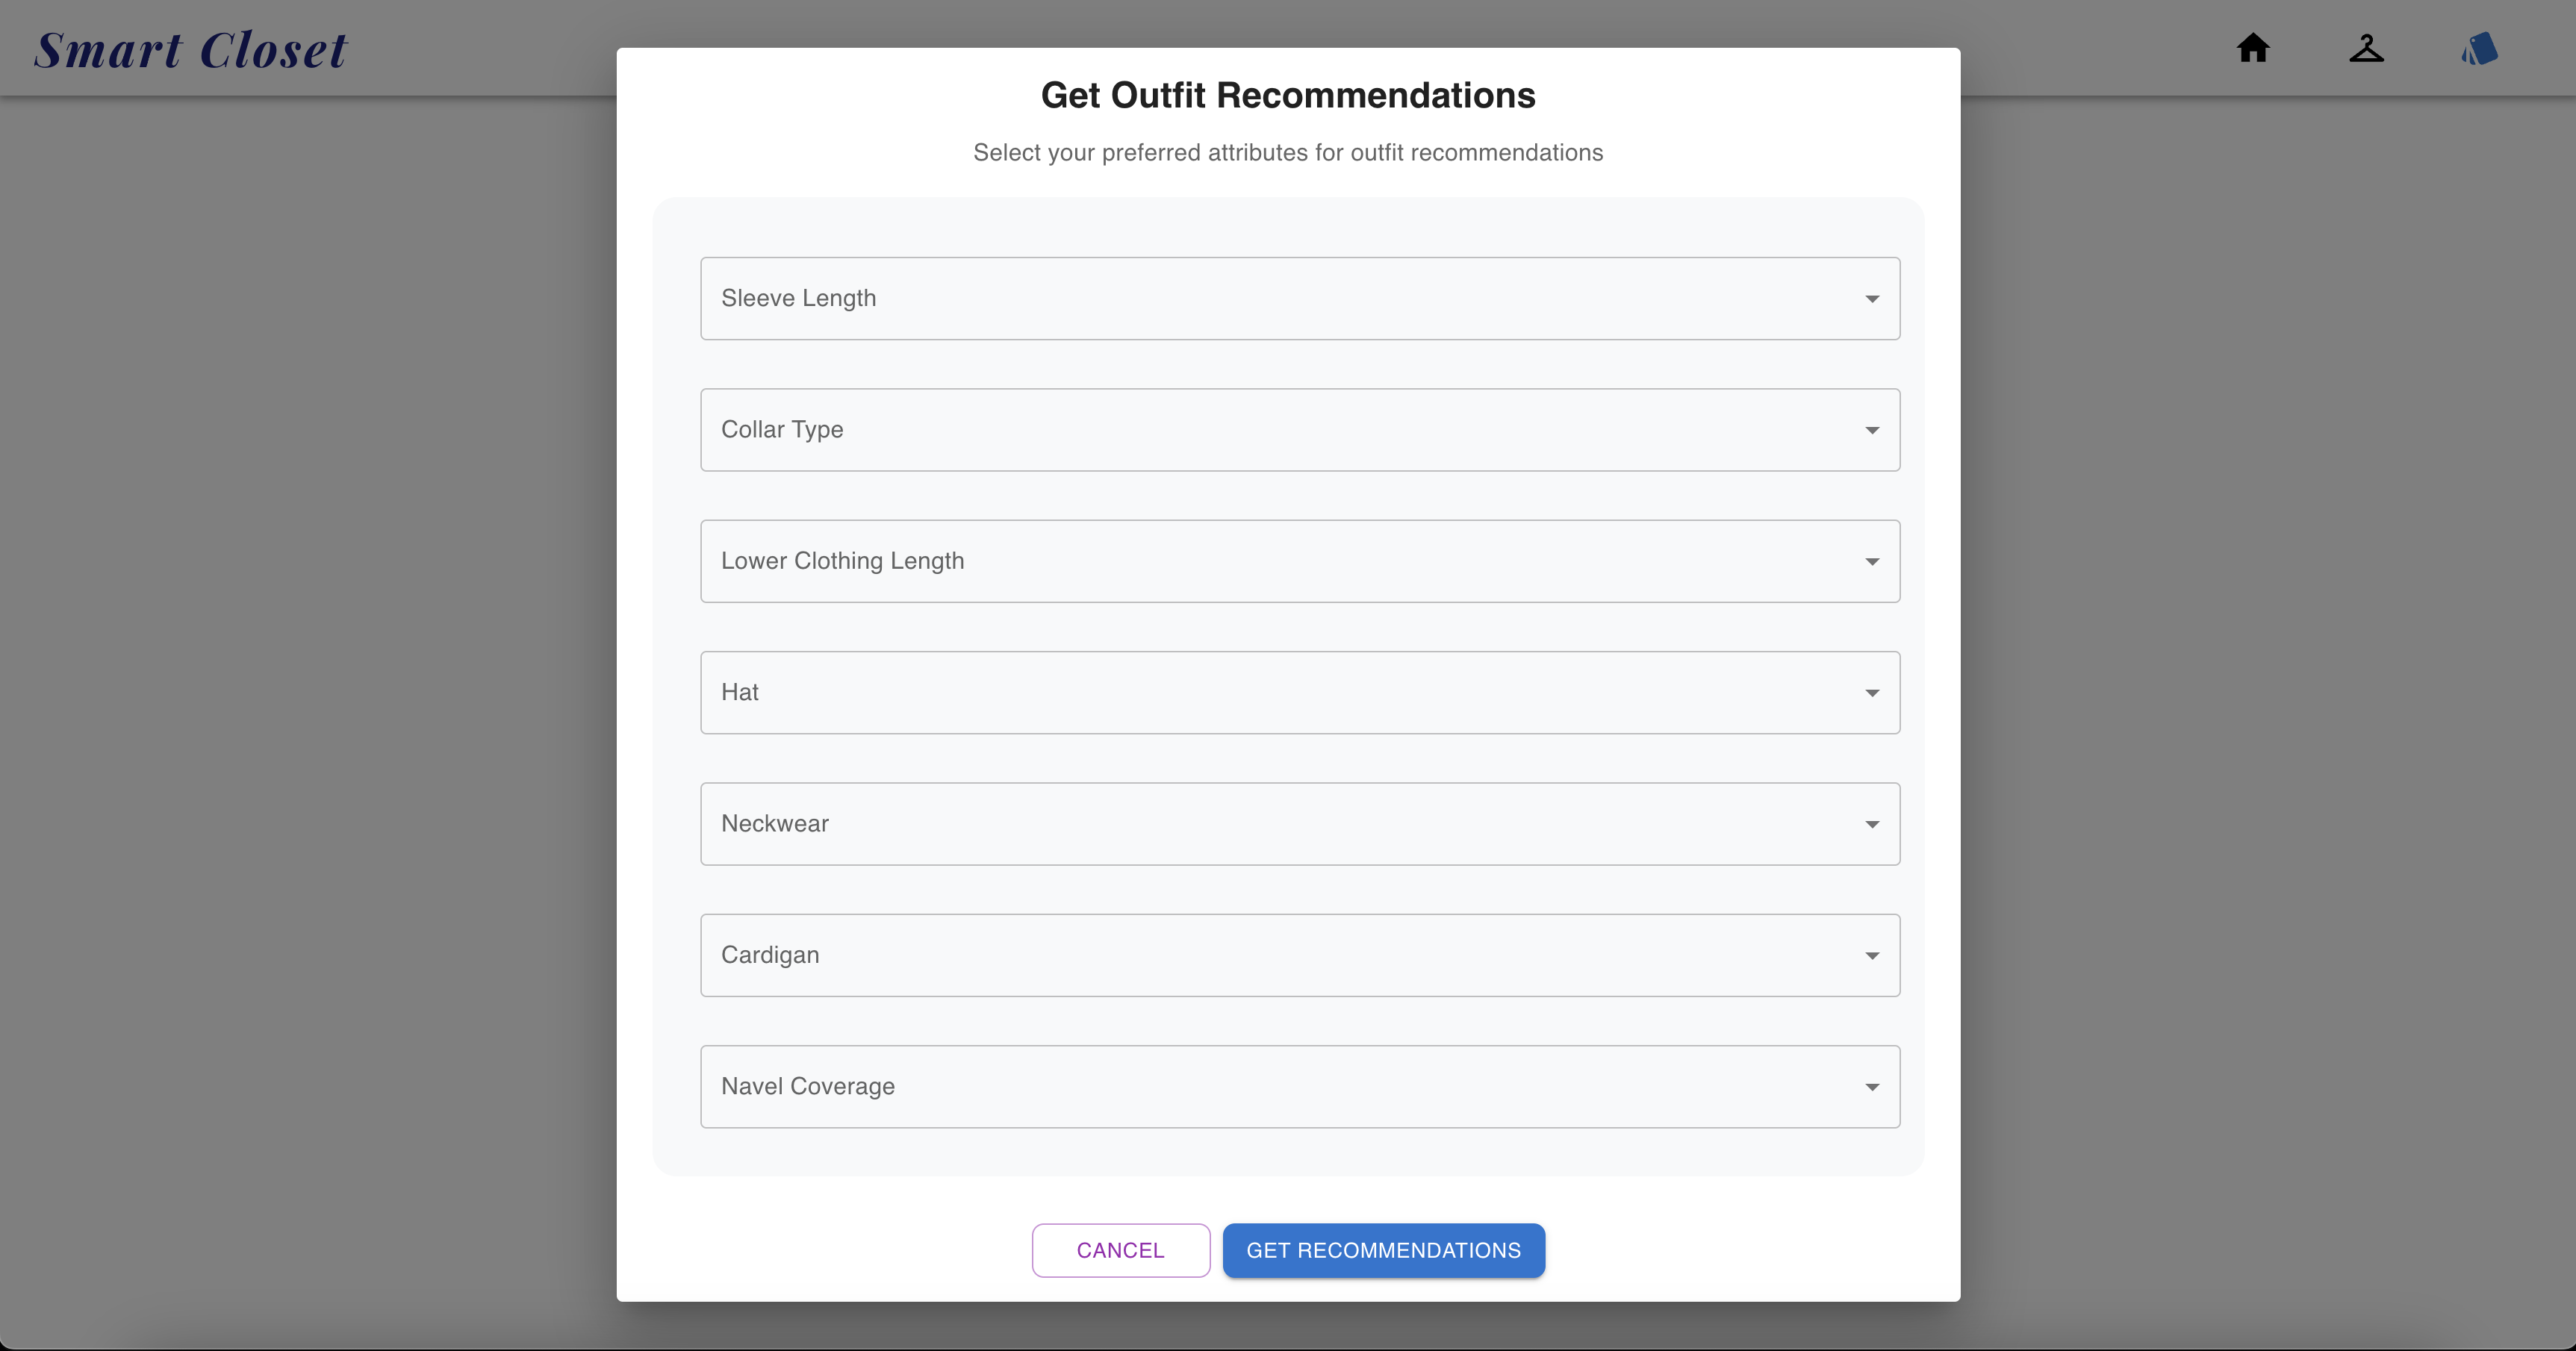 Smart Closet
Get Outfit Recommendations
Select your preferred attributes for outfit recommendations
Sleeve Length
Collar Type
Lower Clothing Length
Hat
Neckwear
Cardigan
Navel Coverage
CANCEL
GET RECOMMENDATIONS